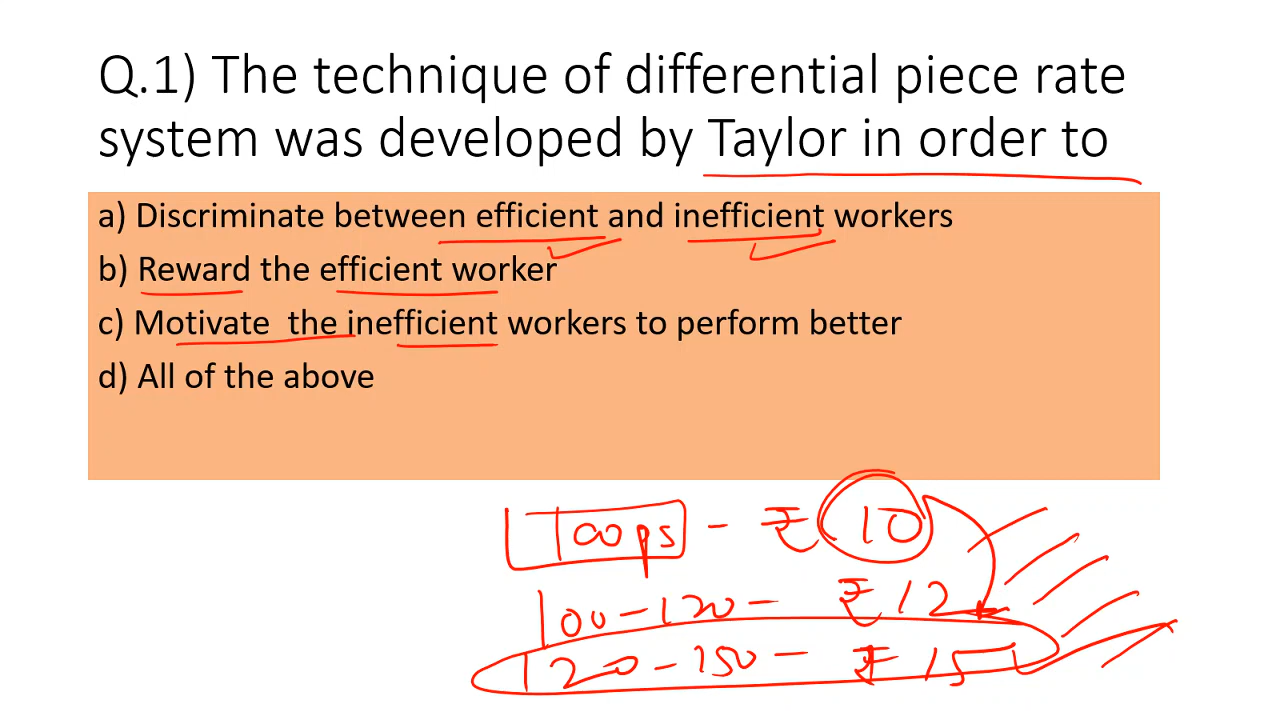 Q.1) The technique of differential piece rate
system was developed by Taylor in order to
a) Discriminate between efficient and inefficient workers
b) Reward the efficient worker
c) Motivate  the inefficient workers to perform better
d) All of the above
100ps - ₹ 10
100-120- ₹12
120-150- ₹15